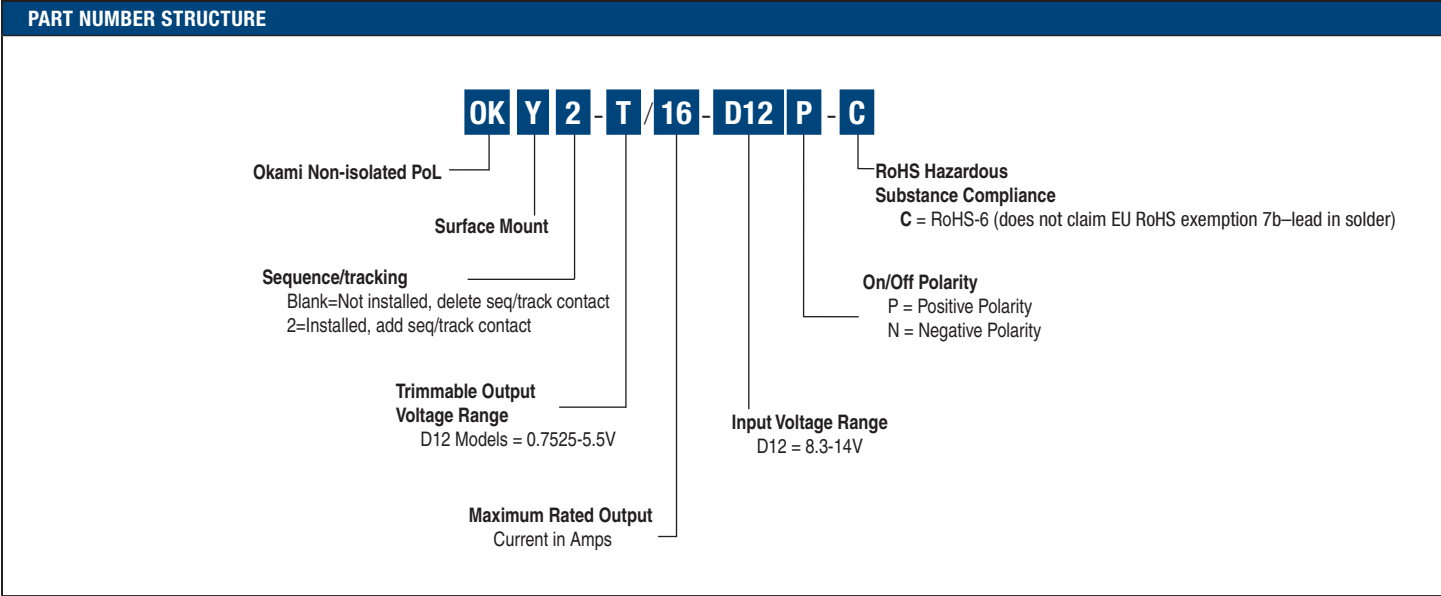 PART NUMBER STRUCTURE
OK Y 2 - T / 16 - D12 P - C
Okami Non-isolated PoL
Surface Mount
Sequence/tracking
Blank=Not installed, delete seq/track contact
2=Installed, add seq/track contact
Trimmable Output
Voltage Range
D12 Models = 0.7525-5.5V
Maximum Rated Output
Current in Amps
Input Voltage Range
D12 = 8.3-14V
On/Off Polarity
P = Positive Polarity
N = Negative Polarity
RoHS Hazardous
Substance Compliance
C = RoHS-6 (does not claim EU RoHS exemption 7b–lead in solder)